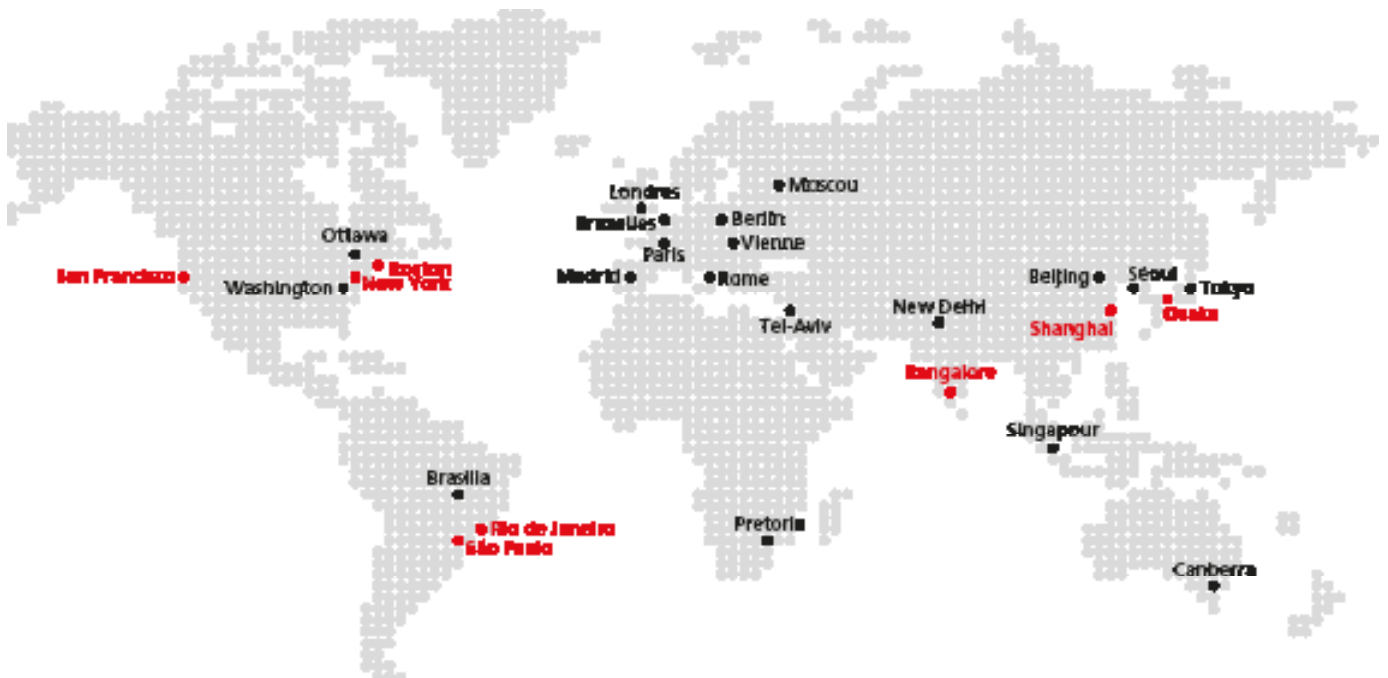 Londres
Moscou
Bruxelles
Berlin
Ottawa
Paris
Vienne
San Francisco
Boston
New York
Washington
Madrid
Rome
Beijing
Séoul
Tokyo
Tel-Aviv
New Delhi
Shanghai
Osaka
Bangalore
Singapour
Brasilia
Rio de Janeiro
São Paulo
Pretoria
Canberra